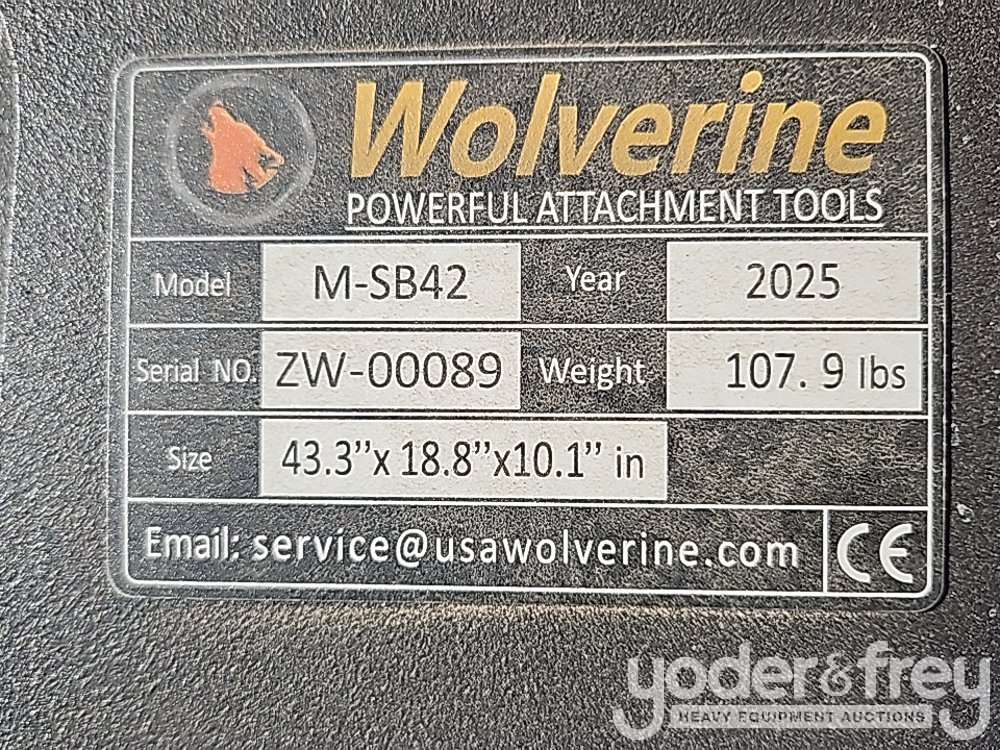 Wolverine
POWERFUL ATTACHMENT TOOLS
Model M-SB42 Year 2025
Serial NO. ZW-00089 Weight 107. 9 lbs
Size 43.3”x 18.8”x10.1” in
Email: service@usawolverine.com CE
yoder&frey
HEAVY EQUIPMENT AUCTIONS